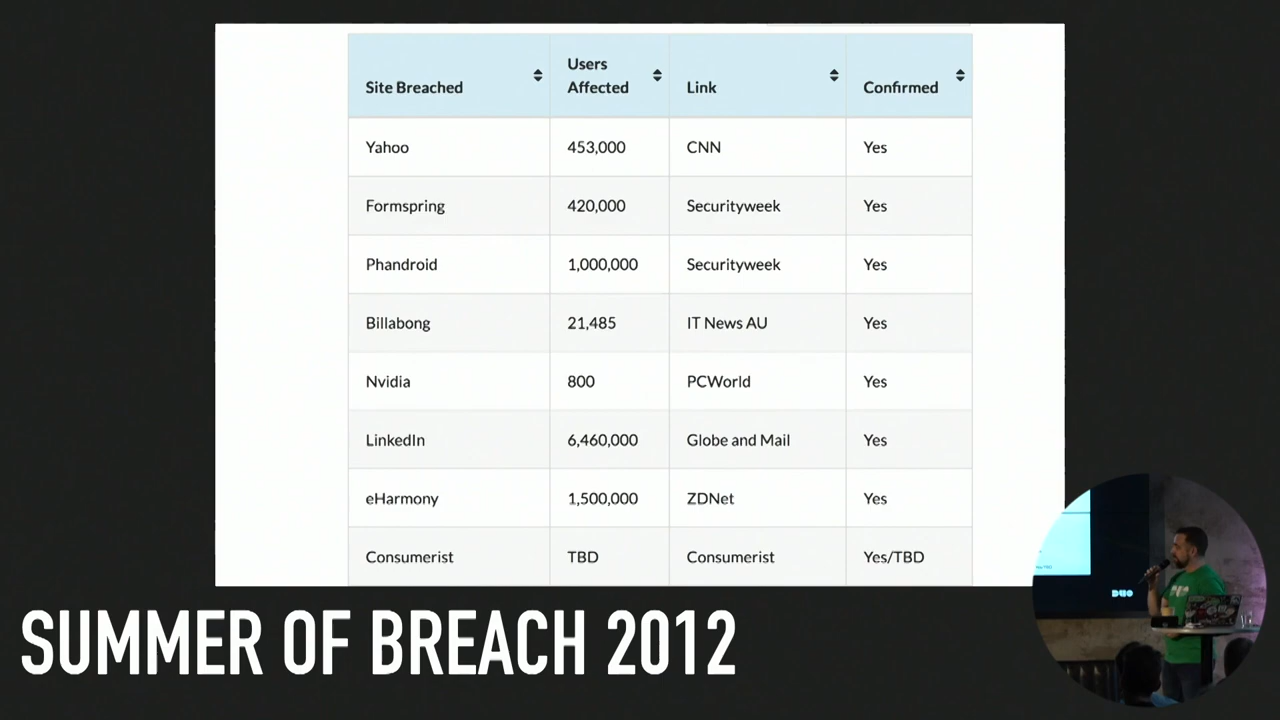 Site Breached
Users
Affected
Link
Confirmed
Yahoo 453,000 CNN Yes
Formspring 420,000 Securityweek Yes
Phandroid 1,000,000 Securityweek Yes
Billabong 21,485 IT News AU Yes
Nvidia 800 PCWorld Yes
LinkedIn 6,460,000 Globe and Mail Yes
eHarmony 1,500,000 ZDNet Yes
Consumerist TBD Consumerist Yes/TBD
DUO
SUMMER OF BREACH 2012